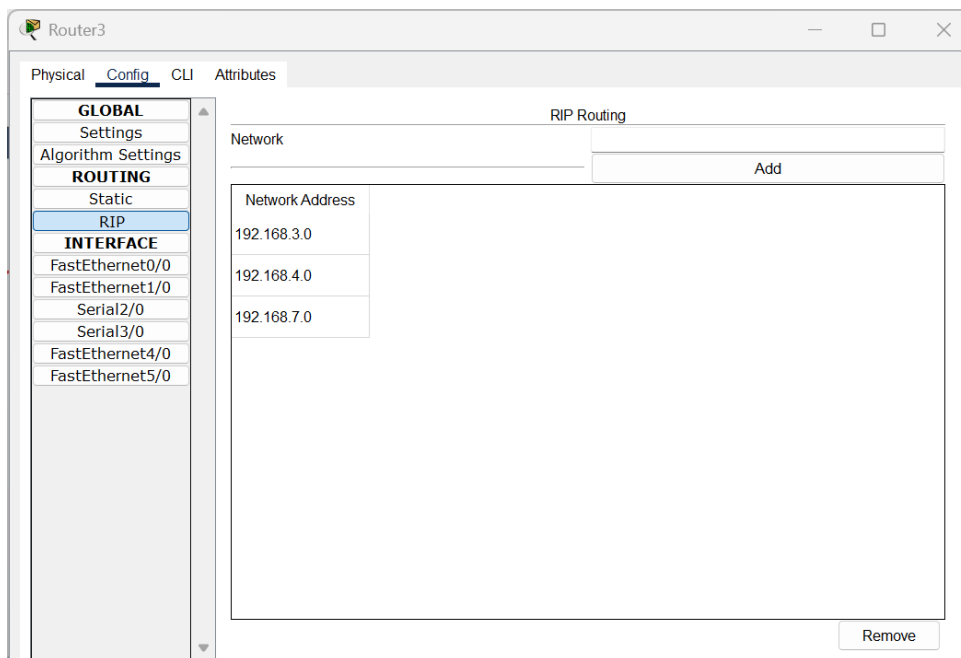 Router3
Physical Config CLI Attributes
GLOBAL
Settings
Algorithm Settings
ROUTING
Static
RIP
INTERFACE
FastEthernet0/0
FastEthernet1/0
Serial2/0
Serial3/0
FastEthernet4/0
FastEthernet5/0
RIP Routing
Network
Add
Network Address
192.168.3.0
192.168.4.0
192.168.7.0
Remove